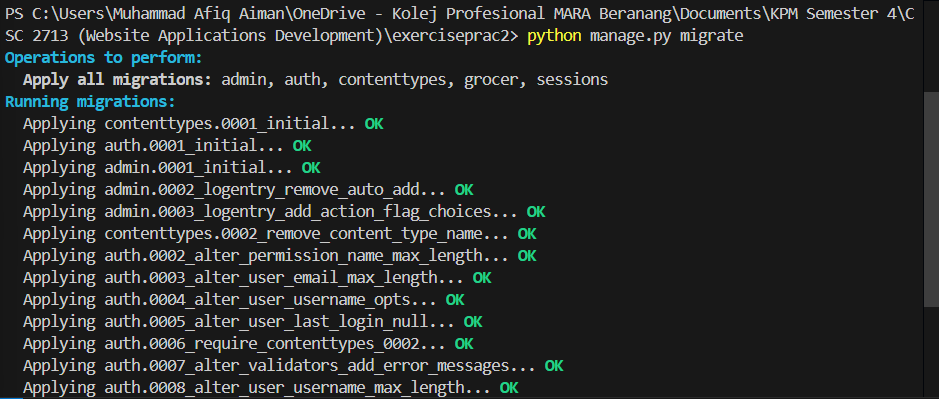 PS C:\Users\Muhammad Afiq Aiman\OneDrive - Kolej Profesional MARA Beranang\Documents\KPM Semester 4\C
SC 2713 (Website Applications Development)\exerciseprac2> python manage.py migrate
Operations to perform:
  Apply all migrations: admin, auth, contenttypes, grocer, sessions
Running migrations:
  Applying contenttypes.0001_initial... OK
  Applying auth.0001_initial... OK
  Applying admin.0001_initial... OK
  Applying admin.0002_logentry_remove_auto_add... OK
  Applying admin.0003_logentry_add_action_flag_choices... OK
  Applying contenttypes.0002_remove_content_type_name... OK
  Applying auth.0002_alter_permission_name_max_length... OK
  Applying auth.0003_alter_user_email_max_length... OK
  Applying auth.0004_alter_user_username_opts... OK
  Applying auth.0005_alter_user_last_login_null... OK
  Applying auth.0006_require_contenttypes_0002... OK
  Applying auth.0007_alter_validators_add_error_messages... OK
  Applying auth.0008_alter_user_username_max_length... OK